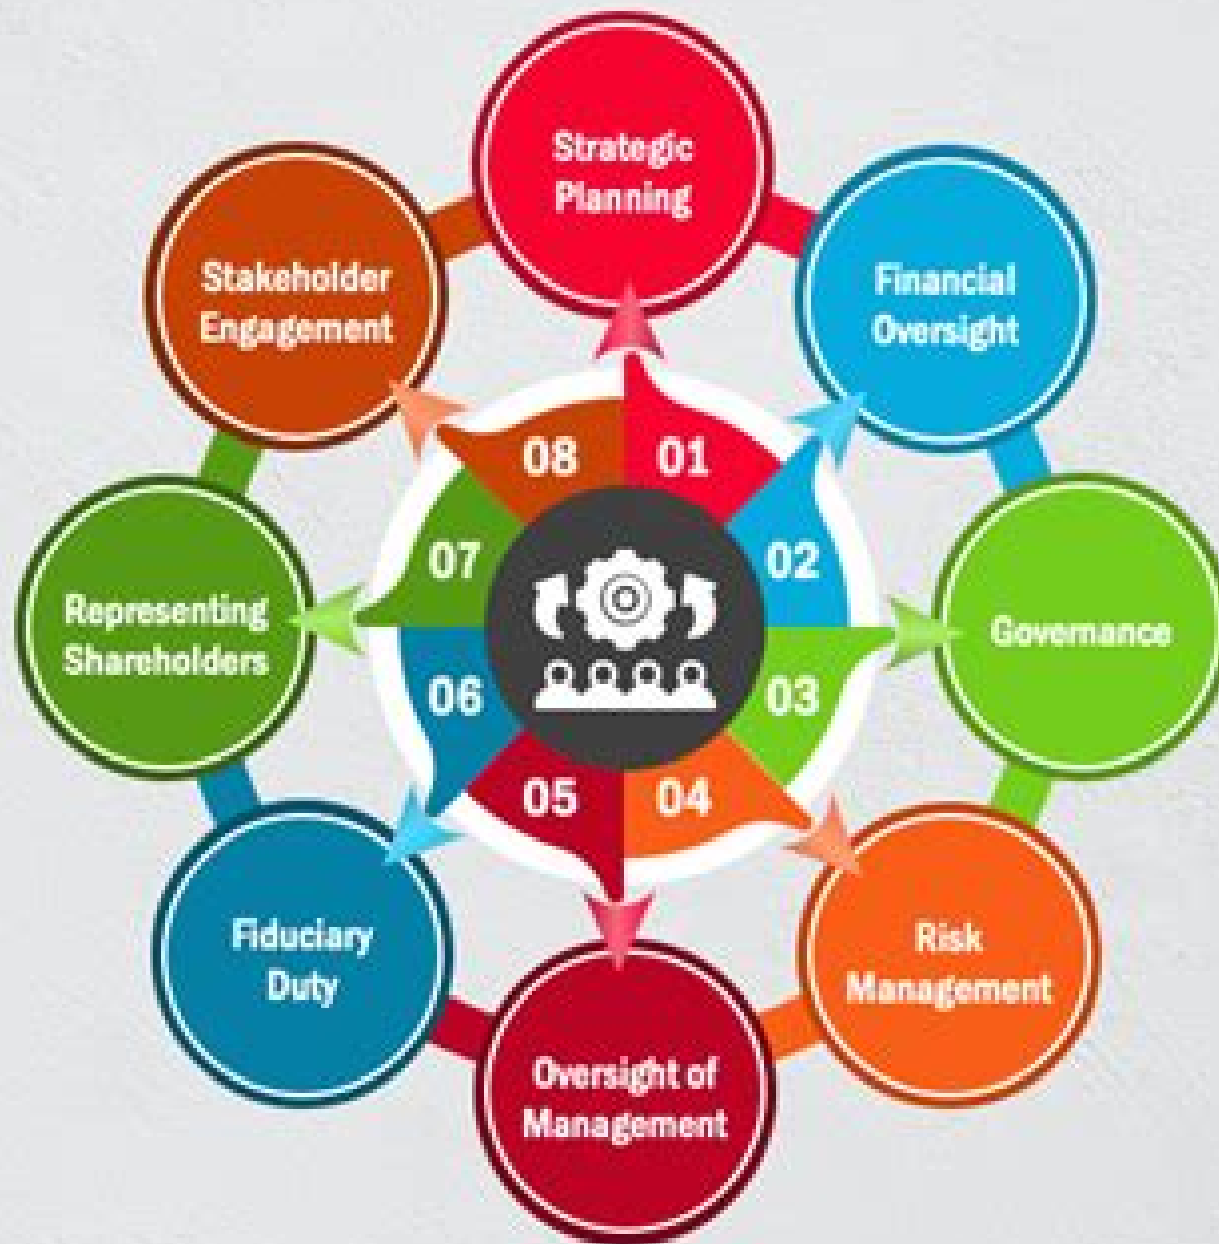 Strategic
Planning
Financial
Oversight
Governance
Risk
Management
Oversight of
Management
Fiduciary
Duty
Representing
Shareholders
Stakeholder
Engagement
01
02
03
04
05
06
07
08